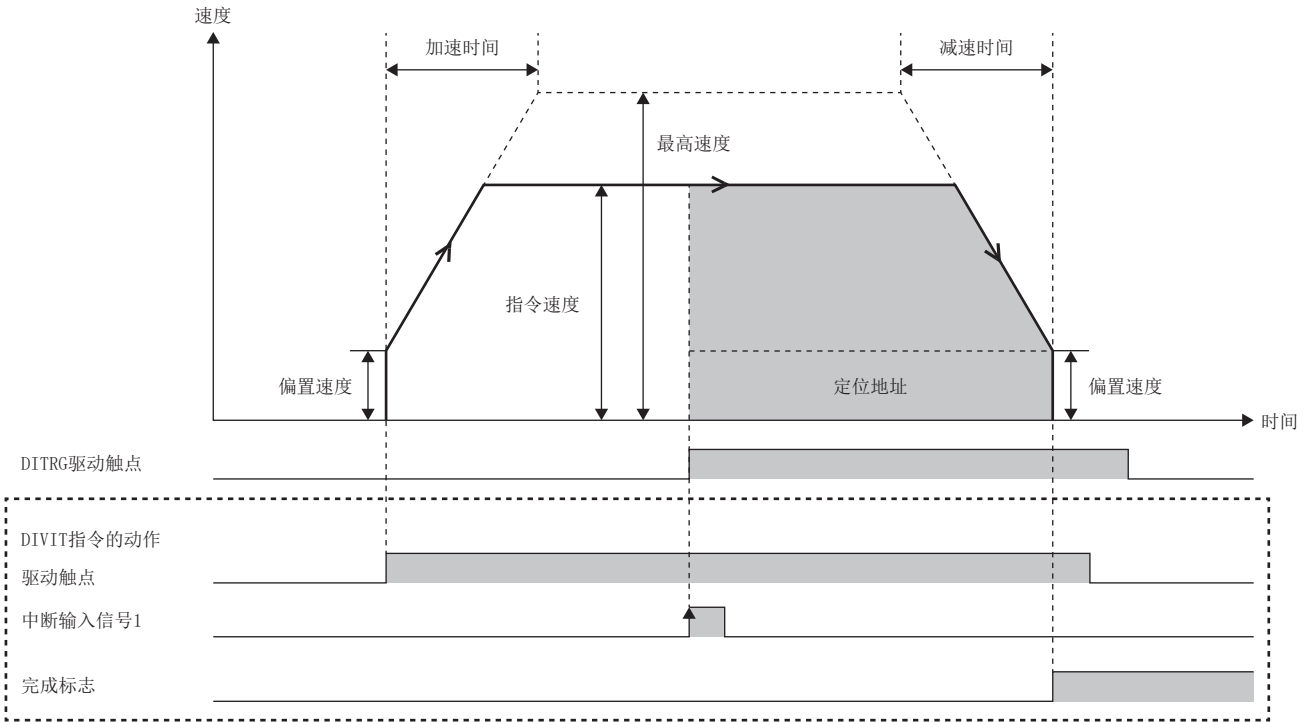 速度
加速时间
减速时间
最高速度
指令速度
偏置速度
定位地址
偏置速度
时间
DITRG驱动触点
DIVIT指令的动作
驱动触点
中断输入信号1
完成标志